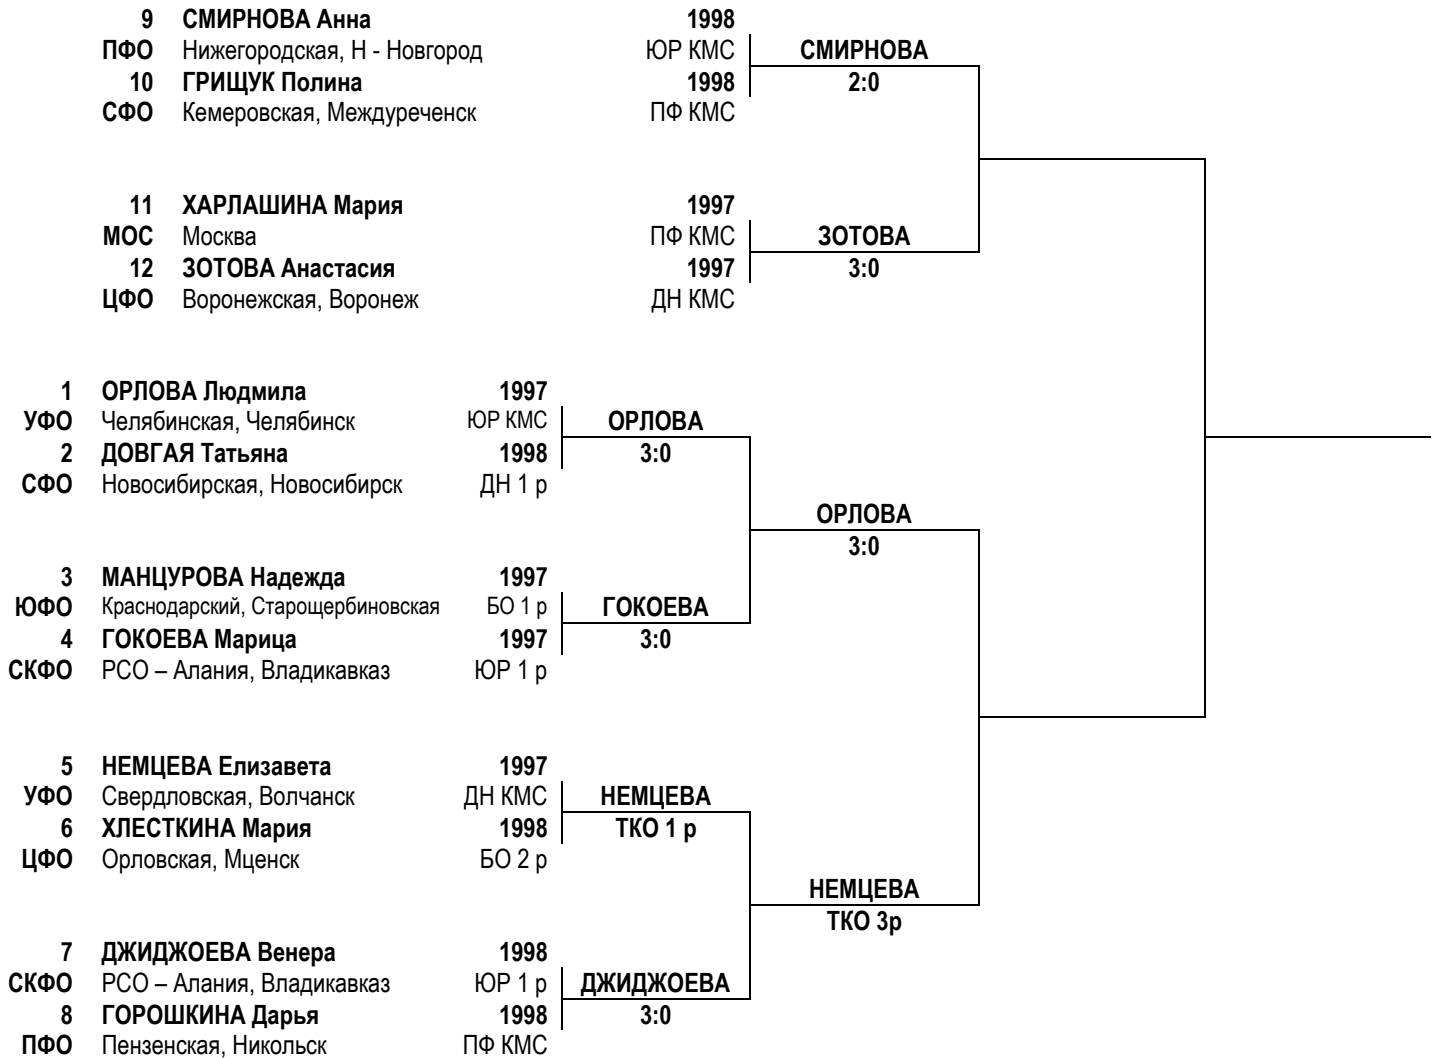 9 СМИРНОВА Анна 1998
ПФО Нижегородская, Н - Новгород ЮР КМС СМИРНОВА
10 ГРИЩУК Полина 1998 2:0
СФО Кемеровская, Междуреченск ПФ КМС
11 ХАРЛАШИНА Мария 1997
МОС Москва ПФ КМС ЗОТОВА
12 ЗОТОВА Анастасия 1997 3:0
ЦФО Воронежская, Воронеж ДН КМС
1 ОРЛОВА Людмила 1997
УФО Челябинская, Челябинск ЮР КМС ОРЛОВА
2 ДОВГАЯ Татьяна 1998 3:0
СФО Новосибирская, Новосибирск ДН 1 р
ОРЛОВА
3:0
3 МАНЦУРОВА Надежда 1997
ЮФО Краснодарский, Старощербиновская БО 1 р ГОКОЕВА
4 ГОКОЕВА Марица 1997 3:0
СКФО РСО – Алания, Владикавказ ЮР 1 р
5 НЕМЦЕВА Елизавета 1997
УФО Свердловская, Волчанск ДН КМС НЕМЦЕВА
6 ХЛЕСТКИНА Мария 1998 ТКО 1 р
ЦФО Орловская, Мценск БО 2 р
НЕМЦЕВА
ТКО 3р
7 ДЖИДЖОЕВА Венера 1998
СКФО РСО – Алания, Владикавказ ЮР 1 р ДЖИДЖОЕВА
8 ГОРОШКИНА Дарья 1998 3:0
ПФО Пензенская, Никольск ПФ КМС